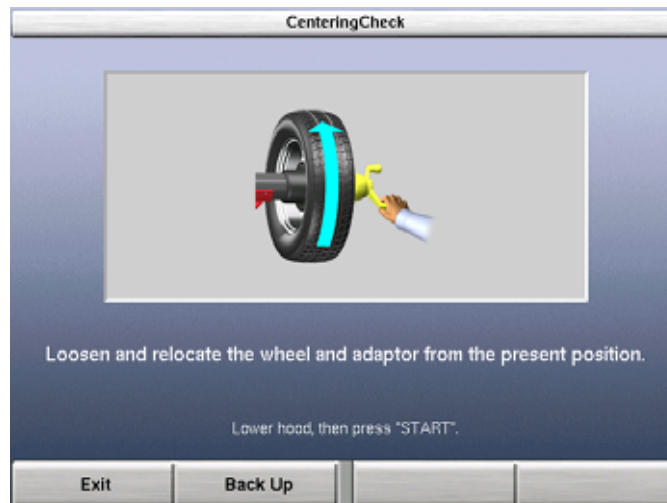 CenteringCheck
Loosen and relocate the wheel and adaptor from the present position.
Lower hood, then press "START".
Exit
Back Up